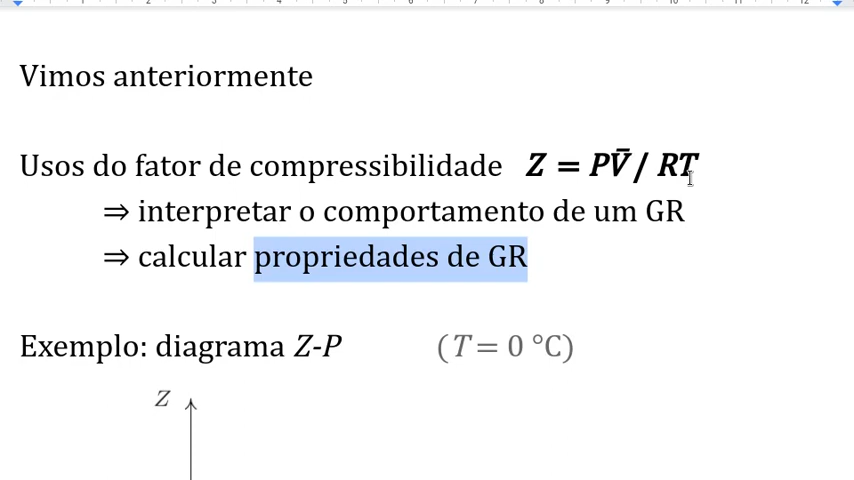 Vimos anteriormente
Usos do fator de compressibilidade Z = PV̄/ RT
⇒ interpretar o comportamento de um GR
⇒ calcular propriedades de GR
Exemplo: diagrama Z-P (T = 0 °C)
Z